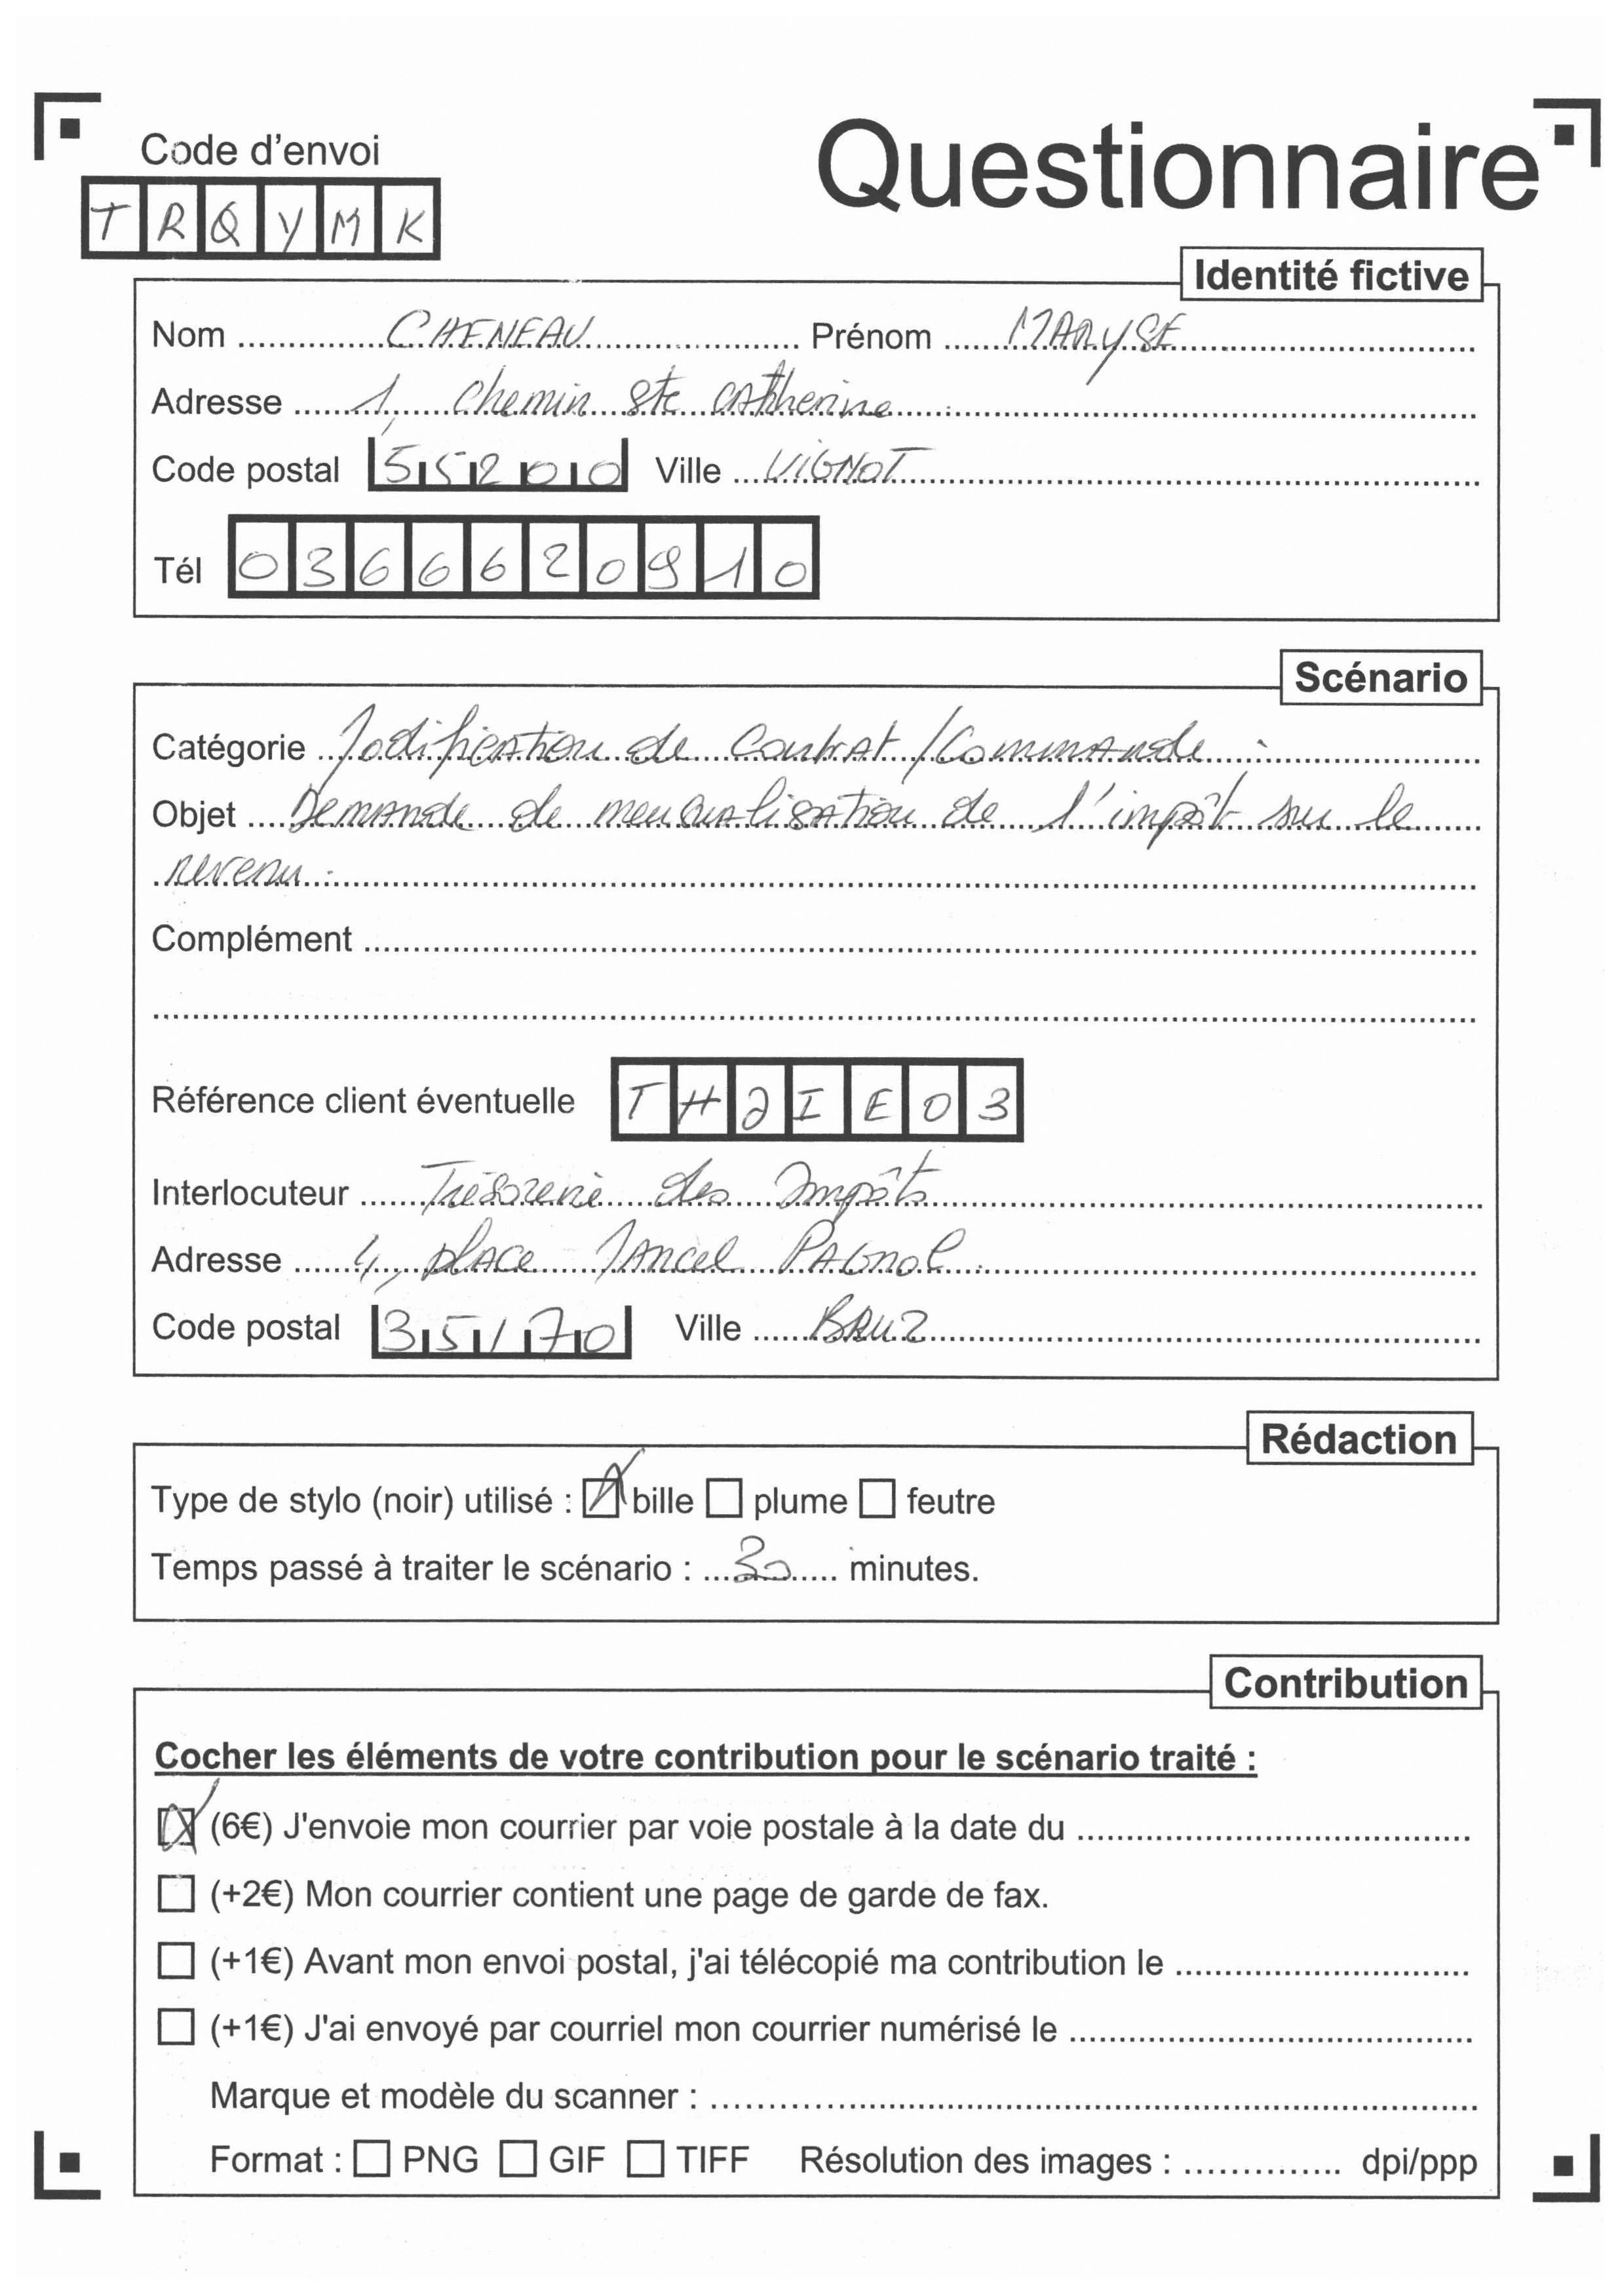 Code d'envoi
Questionnaire
TRQYMK
Identité fictive
Nom CHENEAU Prénom MARYSE
Adresse 1, chemin ste catherine
Code postal 55200 Ville VIGNOT
Tél 0366620910
Scénario
Catégorie Modification de Contrat / Commande :
Objet Demande de mensualisation de l'impôt sur le
revenu.
Complément
Référence client éventuelle THJIE03
Interlocuteur Trésorerie des Impôts
Adresse 4, place Marcel PAGnol
Code postal 35170 Ville BRUZ
Rédaction
Type de stylo (noir) utilisé : bille plume feutre
Temps passé à traiter le scénario : 30 minutes.
Contribution
Cocher les éléments de votre contribution pour le scénario traité :
(6€) J'envoie mon courrier par voie postale à la date du
(+2€) Mon courrier contient une page de garde de fax.
(+1€) Avant mon envoi postal, j'ai télécopié ma contribution le
(+1€) J'ai envoyé par courriel mon courrier numérisé le
Marque et modèle du scanner :
Format : PNG GIF TIFF Résolution des images : dpi/ppp